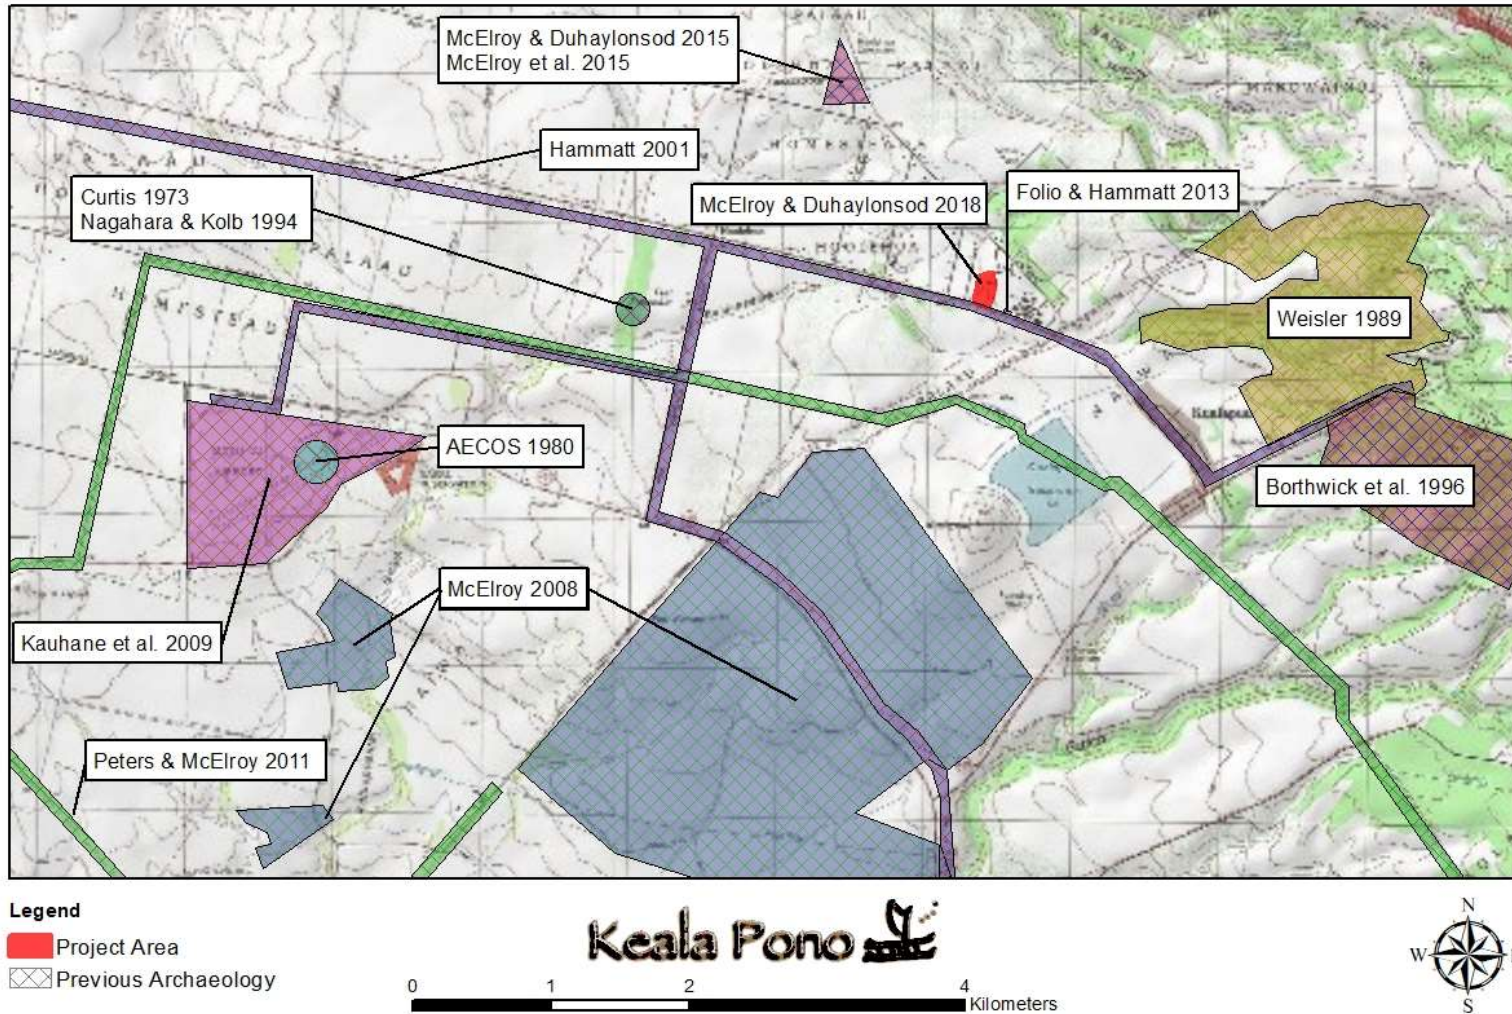 McElroy & Duhaylonsod 2015
McElroy et al. 2015
Hammatt 2001
Curtis 1973
Nagahara & Kolb 1994
McElroy & Duhaylonsod 2018
Folio & Hammatt 2013
Weisler 1989
AECOS 1980
Borthwick et al. 1996
McElroy 2008
Kauhane et al. 2009
Peters & McElroy 2011
Legend
Project Area
Previous Archaeology
Keala Pono
0 1 2 4
Kilometers
N
W
S